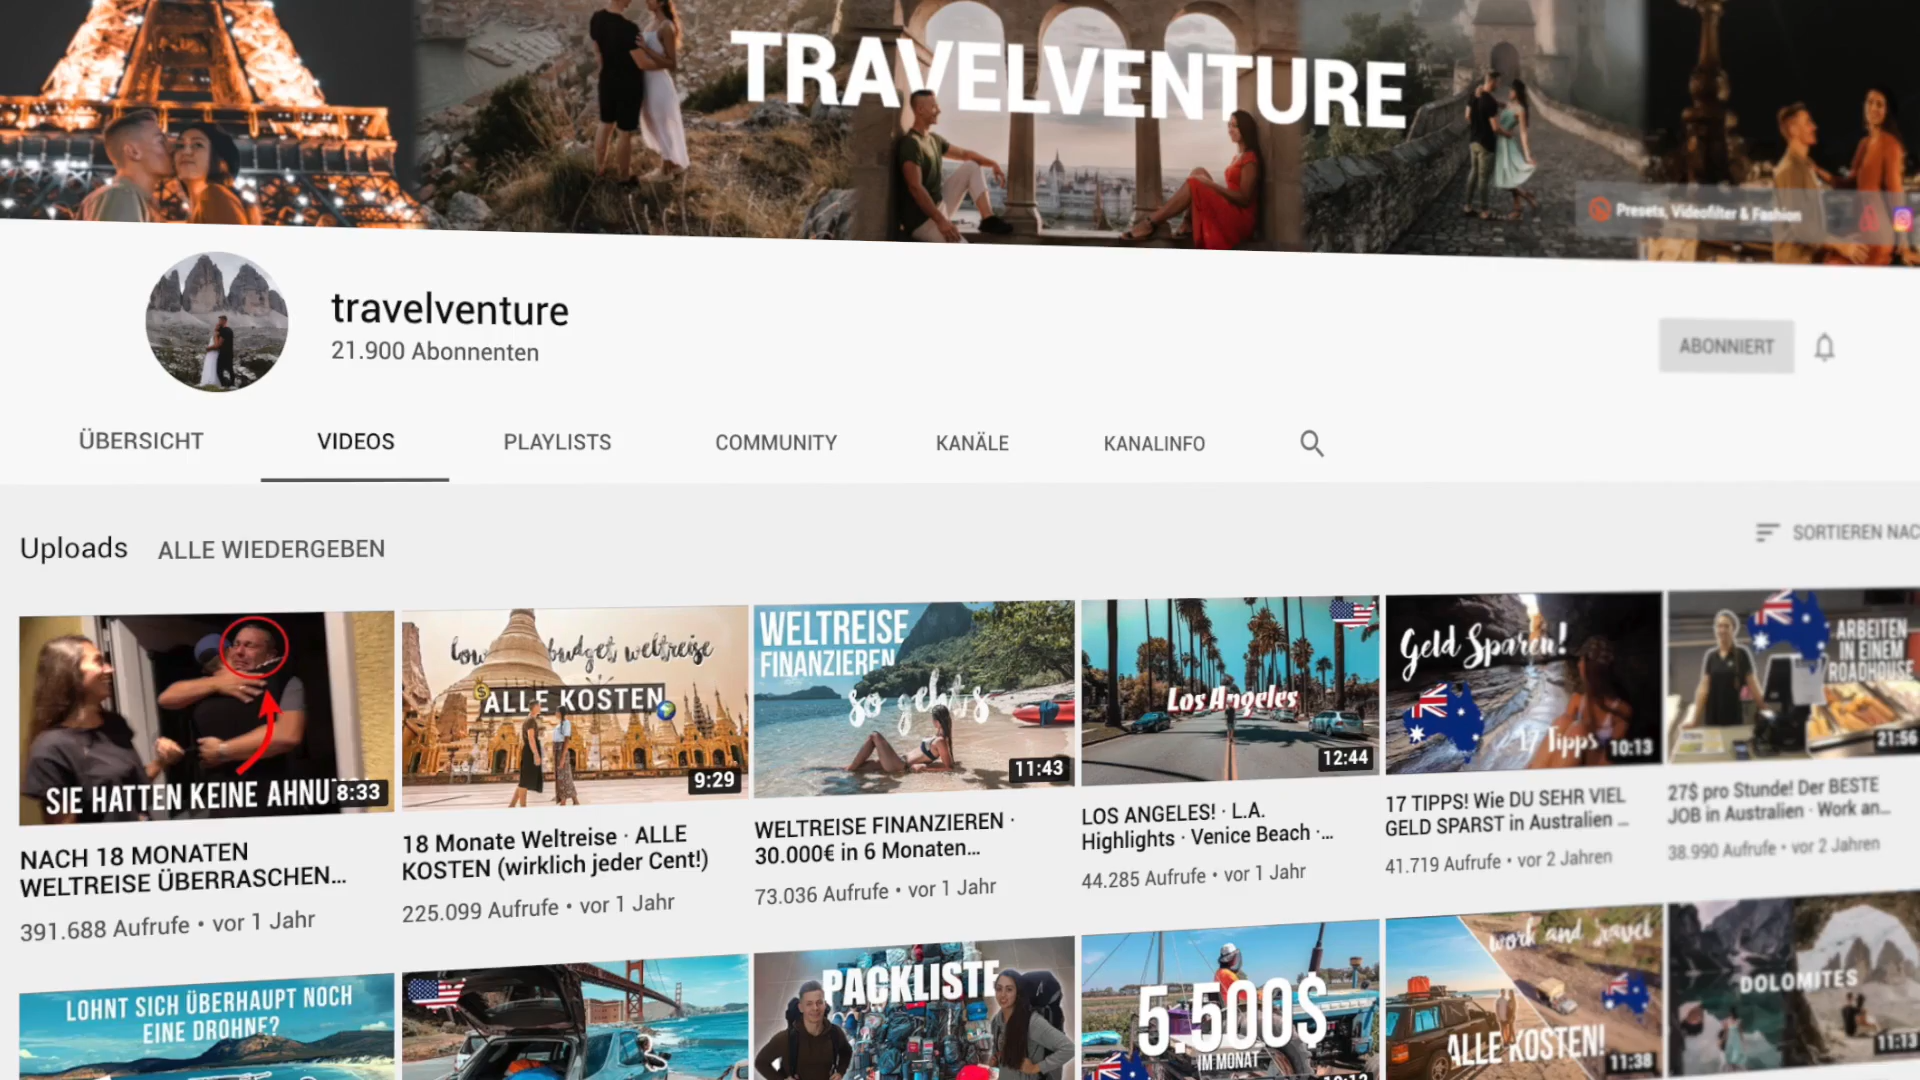 TRAVELVENTURE
Presets, Videofilter & Fashion
travelventure
21.900 Abonnenten
ABONNIERT
ÜBERSICHT
VIDEOS
PLAYLISTS
COMMUNITY
KANÄLE
KANALINFO
Uploads
ALLE WIEDERGEBEN
SORTIEREN NAC
SIE HATTEN KEINE AHNU
8:33
NACH 18 MONATEN
WELTREISE ÜBERRASCHEN...
391.688 Aufrufe • vor 1 Jahr
low budget weltreise
ALLE KOSTEN
9:29
18 Monate Weltreise · ALLE
KOSTEN (wirklich jeder Cent!)
225.099 Aufrufe • vor 1 Jahr
WELTREISE
FINANZIEREN
so gehts
11:43
WELTREISE FINANZIEREN ·
30.000€ in 6 Monaten...
73.036 Aufrufe • vor 1 Jahr
Los Angeles
12:44
LOS ANGELES! · L.A.
Highlights · Venice Beach ·...
44.285 Aufrufe • vor 1 Jahr
Geld Sparen!
17 Tipps
10:13
17 TIPPS! Wie DU SEHR VIEL
GELD SPARST in Australien ...
41.719 Aufrufe • vor 2 Jahren
ARBEITEN
IN EINEM
ROADHOUSE
21:56
27$ pro Stunde! Der BESTE
JOB in Australien · Work an...
38.990 Aufrufe • vor 2 Jahren
LOHNT SICH ÜBERHAUPT NOCH
EINE DROHNE?
PACKLISTE
5.500$
IM MONAT
work and travel
ALLE KOSTEN!
11:38
DOLOMITES
11:13